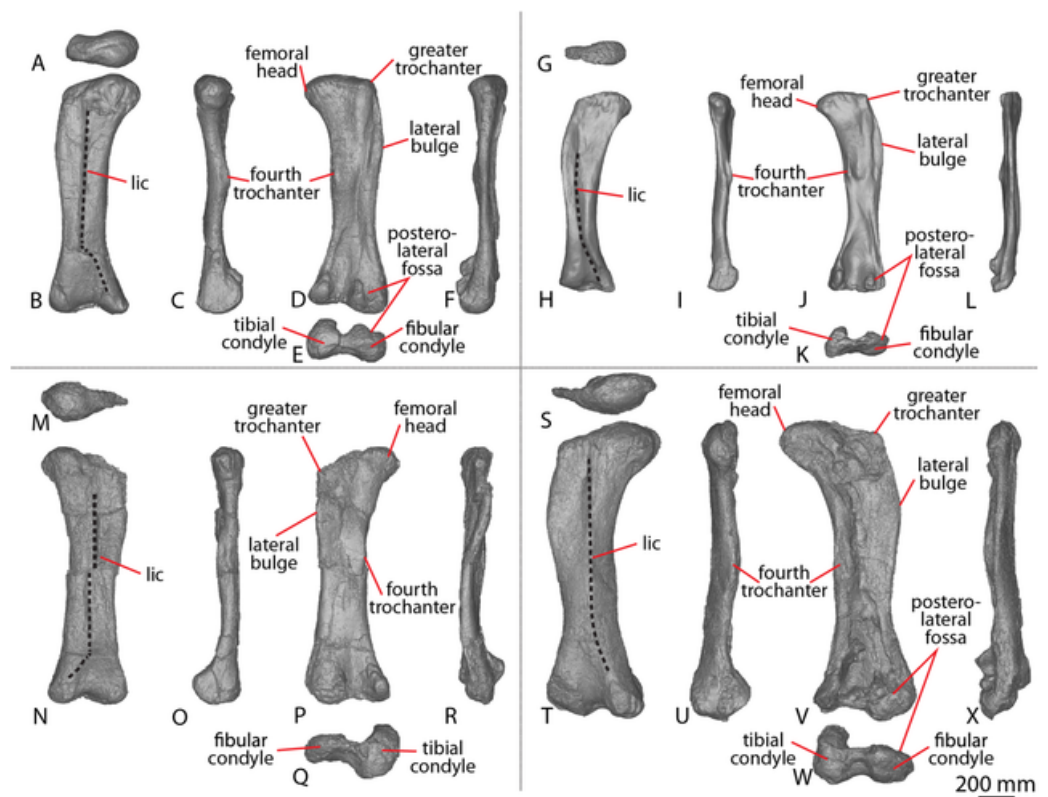 A
B
lic
C
femoral
head
greater
trochanter
lateral
bulge
fourth
trochanter
postero-
lateral
fossa
D
F
tibial
condyle
E
fibular
condyle
G
H
lic
I
femoral
head
greater
trochanter
lateral
bulge
fourth
trochanter
postero-
lateral
fossa
J
L
tibial
condyle
K
fibular
condyle
M
N
lic
O
greater
trochanter
femoral
head
lateral
bulge
fourth
trochanter
P
R
fibular
condyle
Q
tibial
condyle
S
T
lic
U
femoral
head
greater
trochanter
lateral
bulge
fourth
trochanter
postero-
lateral
fossa
V
X
tibial
condyle
W
fibular
condyle
200 mm